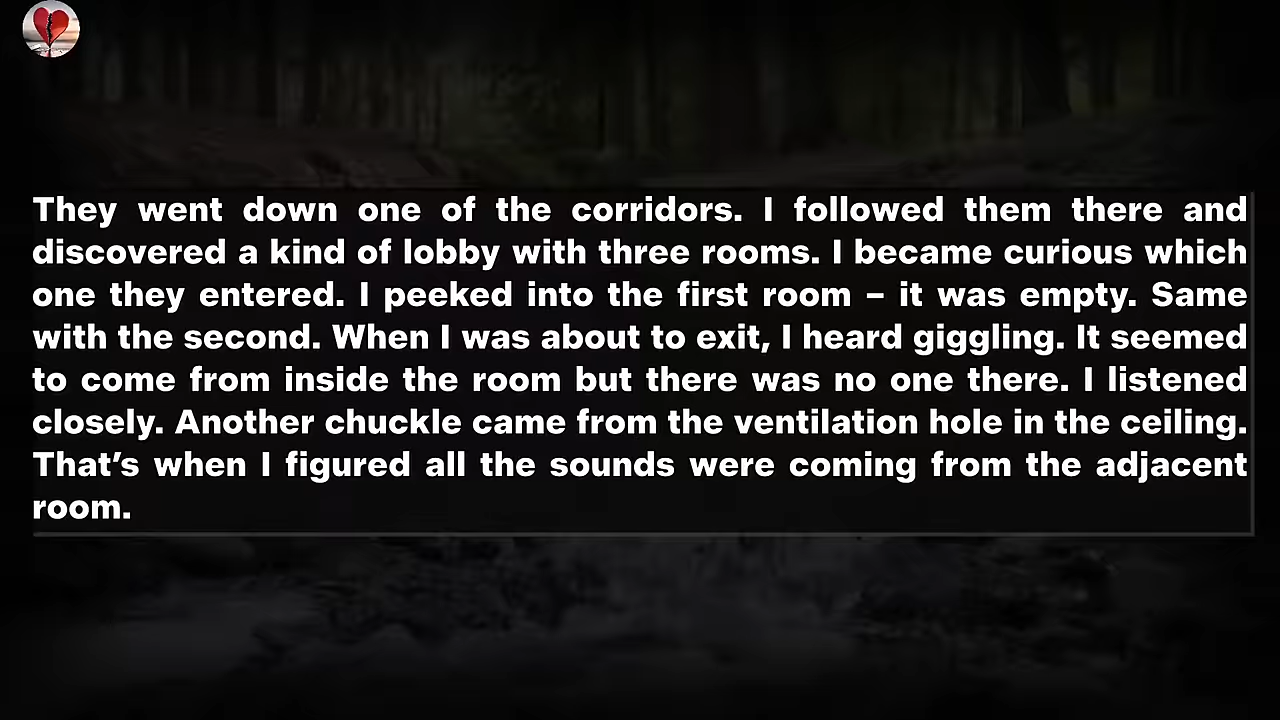 They went down one of the corridors. I followed them there and
discovered a kind of lobby with three rooms. I became curious which
one they entered. I peeked into the first room – it was empty. Same
with the second. When I was about to exit, I heard giggling. It seemed
to come from inside the room but there was no one there. I listened
closely. Another chuckle came from the ventilation hole in the ceiling.
That’s when I figured all the sounds were coming from the adjacent
room.